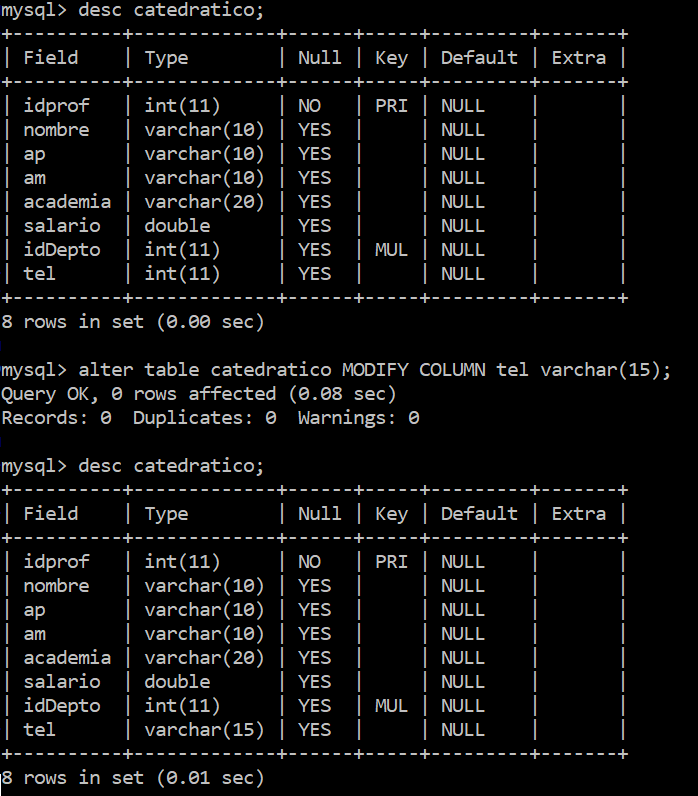 mysql> desc catedratico;
+----------+-------------+------+-----+---------+-------+
| Field    | Type        | Null | Key | Default | Extra |
+----------+-------------+------+-----+---------+-------+
| idprof   | int(11)     | NO   | PRI | NULL    |       |
| nombre   | varchar(10) | YES  |     | NULL    |       |
| ap       | varchar(10) | YES  |     | NULL    |       |
| am       | varchar(10) | YES  |     | NULL    |       |
| academia | varchar(20) | YES  |     | NULL    |       |
| salario  | double      | YES  |     | NULL    |       |
| idDepto  | int(11)     | YES  | MUL | NULL    |       |
| tel      | int(11)     | YES  |     | NULL    |       |
+----------+-------------+------+-----+---------+-------+
8 rows in set (0.00 sec)

mysql> alter table catedratico MODIFY COLUMN tel varchar(15);
Query OK, 0 rows affected (0.08 sec)
Records: 0  Duplicates: 0  Warnings: 0

mysql> desc catedratico;
+----------+-------------+------+-----+---------+-------+
| Field    | Type        | Null | Key | Default | Extra |
+----------+-------------+------+-----+---------+-------+
| idprof   | int(11)     | NO   | PRI | NULL    |       |
| nombre   | varchar(10) | YES  |     | NULL    |       |
| ap       | varchar(10) | YES  |     | NULL    |       |
| am       | varchar(10) | YES  |     | NULL    |       |
| academia | varchar(20) | YES  |     | NULL    |       |
| salario  | double      | YES  |     | NULL    |       |
| idDepto  | int(11)     | YES  | MUL | NULL    |       |
| tel      | varchar(15) | YES  |     | NULL    |       |
+----------+-------------+------+-----+---------+-------+
8 rows in set (0.01 sec)